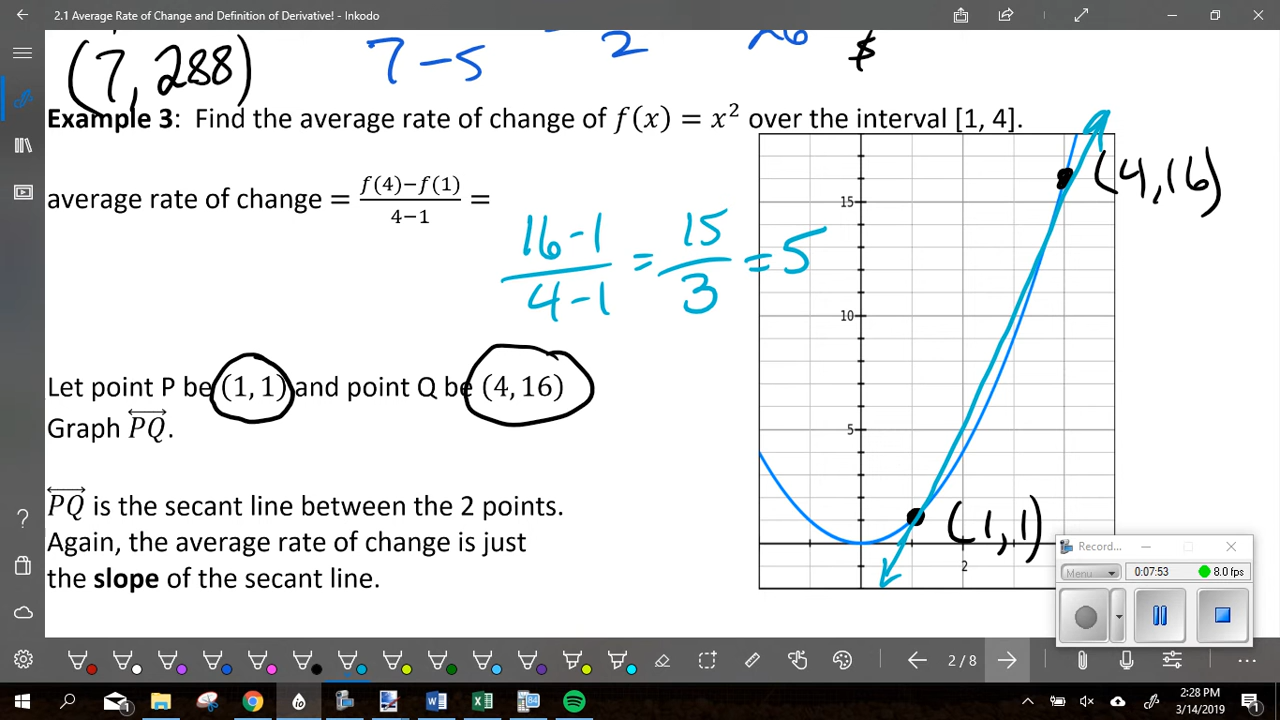 2.1 Average Rate of Change and Definition of Derivative! - Inkodo
(7, 288)
7 - 5
2
$
Example 3: Find the average rate of change of f(x) = x² over the interval [1, 4].
average rate of change = (f(4)−f(1))/(4−1) =
(16-1)/(4-1) = 15/3 = 5
(4,16)
15
10
5
2
(1,1)
Let point P be (1, 1) and point Q be (4, 16)
Graph PQ.
PQ is the secant line between the 2 points.
Again, the average rate of change is just
the slope of the secant line.
Record...
Menu
0:07:53
8.0 fps
2 / 8
2:28 PM
3/14/2019